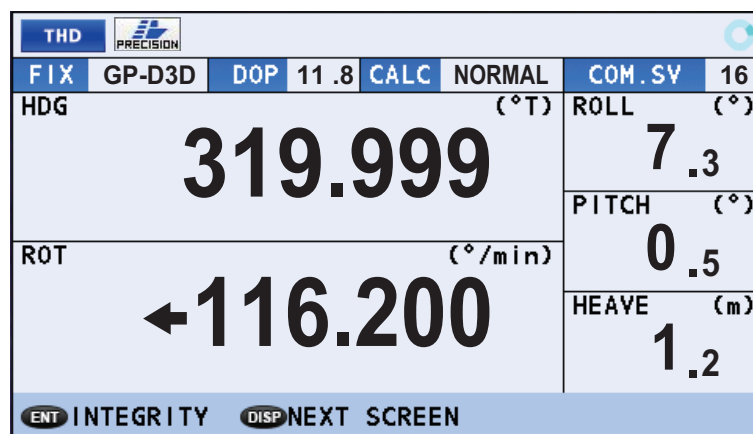 THD PRECISION
FIX GP-D3D DOP 11.8 CALC NORMAL COM.SV 16
HDG (°T) ROLL (°)
319.999 7.3
PITCH (°)
0.5
ROT (°/min)
←116.200
HEAVE (m)
1.2
ENT INTEGRITY DISP NEXT SCREEN